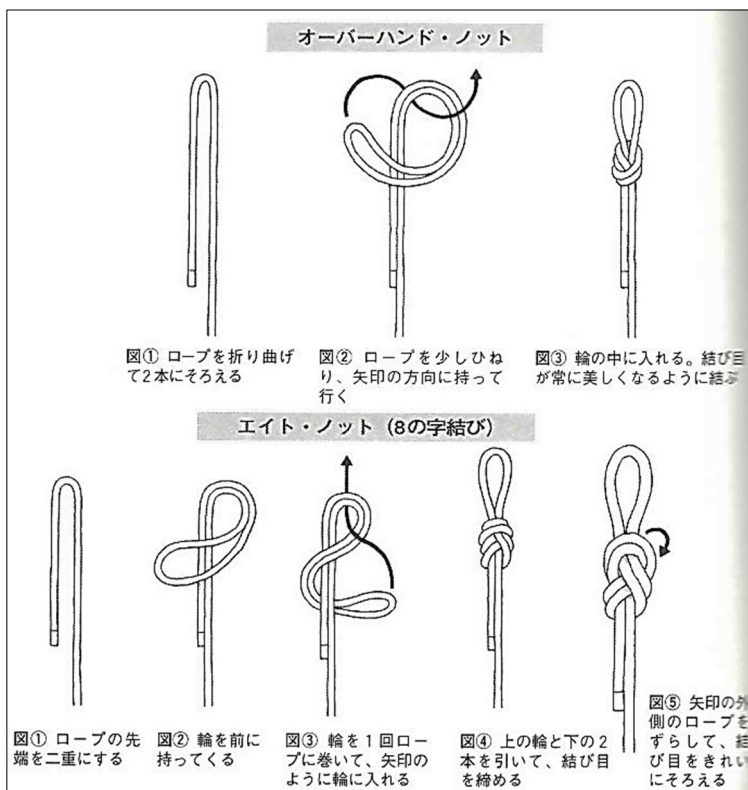 オーバーハンド・ノット
図① ロープを折り曲げ
て2本にそろえる
図② ロープを少しひね
り、矢印の方向に持って
行く
図③ 輪の中に入れる。結び目
が常に美しくなるように結ぶ
エイト・ノット（8の字結び）
図① ロープの先
端を二重にする
図② 輪を前に
持ってくる
図③ 輪を1回ロー
プに巻いて、矢印の
ように輪に入れる
図④ 上の輪と下の2
本を引いて、結び目
を締める
図⑤ 矢印の外
側のロープを
ずらして、結
び目をきれい
にそろえる